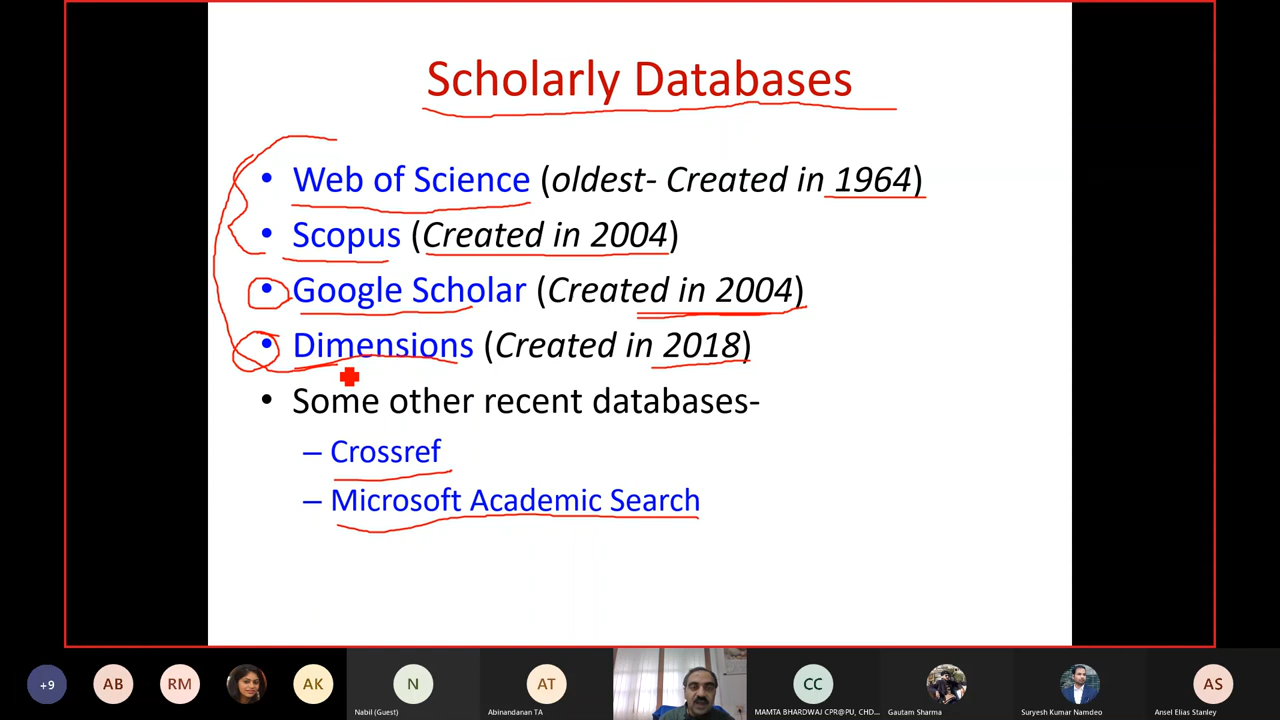 Scholarly Databases
• Web of Science (oldest- Created in 1964)
• Scopus (Created in 2004)
• Google Scholar (Created in 2004)
• Dimensions (Created in 2018)
• Some other recent databases-
– Crossref
– Microsoft Academic Search
+9
AB
RM
AK
N
AT
CC
AS
Nabil (Guest)
Abinandanan TA
MAMTA BHARDWAJ CPR@PU, CHD...
Gautam Sharma
Suryesh Kumar Namdeo
Ansel Elias Stanley